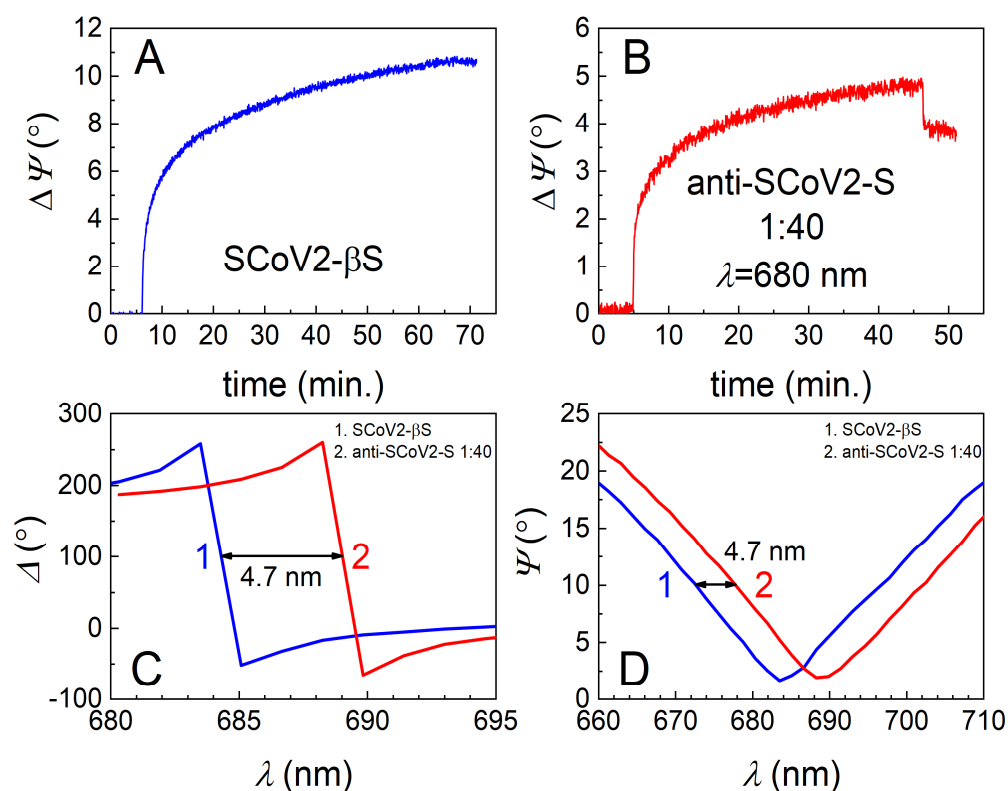 A
ΔΨ(°)
12
10
8
6
4
2
0
SCoV2-βS
0 10 20 30 40 50 60 70
time (min.)
B
ΔΨ(°)
6
5
4
3
2
1
0
anti-SCoV2-S
1:40
λ=680 nm
0 10 20 30 40 50
time (min.)
C
Δ(°)
300
200
100
0
-100
1. SCoV2-βS
2. anti-SCoV2-S 1:40
1 2
4.7 nm
680 685 690 695
λ (nm)
D
Ψ(°)
25
20
15
10
5
0
1. SCoV2-βS
2. anti-SCoV2-S 1:40
4.7 nm
1 2
660 670 680 690 700 710
λ (nm)